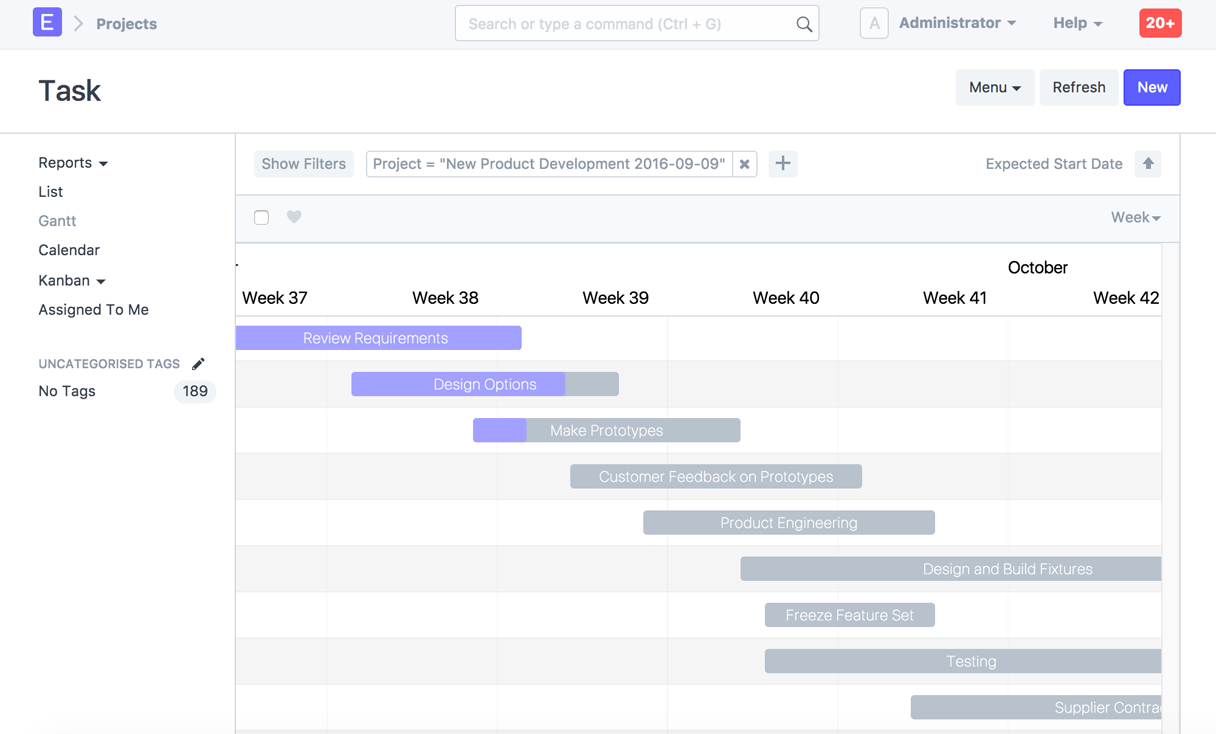 E Projects Search or type a command (Ctrl + G) A Administrator Help 20+
Task Menu Refresh New
Reports
List
Gantt
Calendar
Kanban
Assigned To Me
UNCATEGORISED TAGS
No Tags 189
Show Filters Project = "New Product Development 2016-09-09" Expected Start Date
Week
October
Week 37 Week 38 Week 39 Week 40 Week 41 Week 42
Review Requirements
Design Options
Make Prototypes
Customer Feedback on Prototypes
Product Engineering
Design and Build Fixtures
Freeze Feature Set
Testing
Supplier Contra